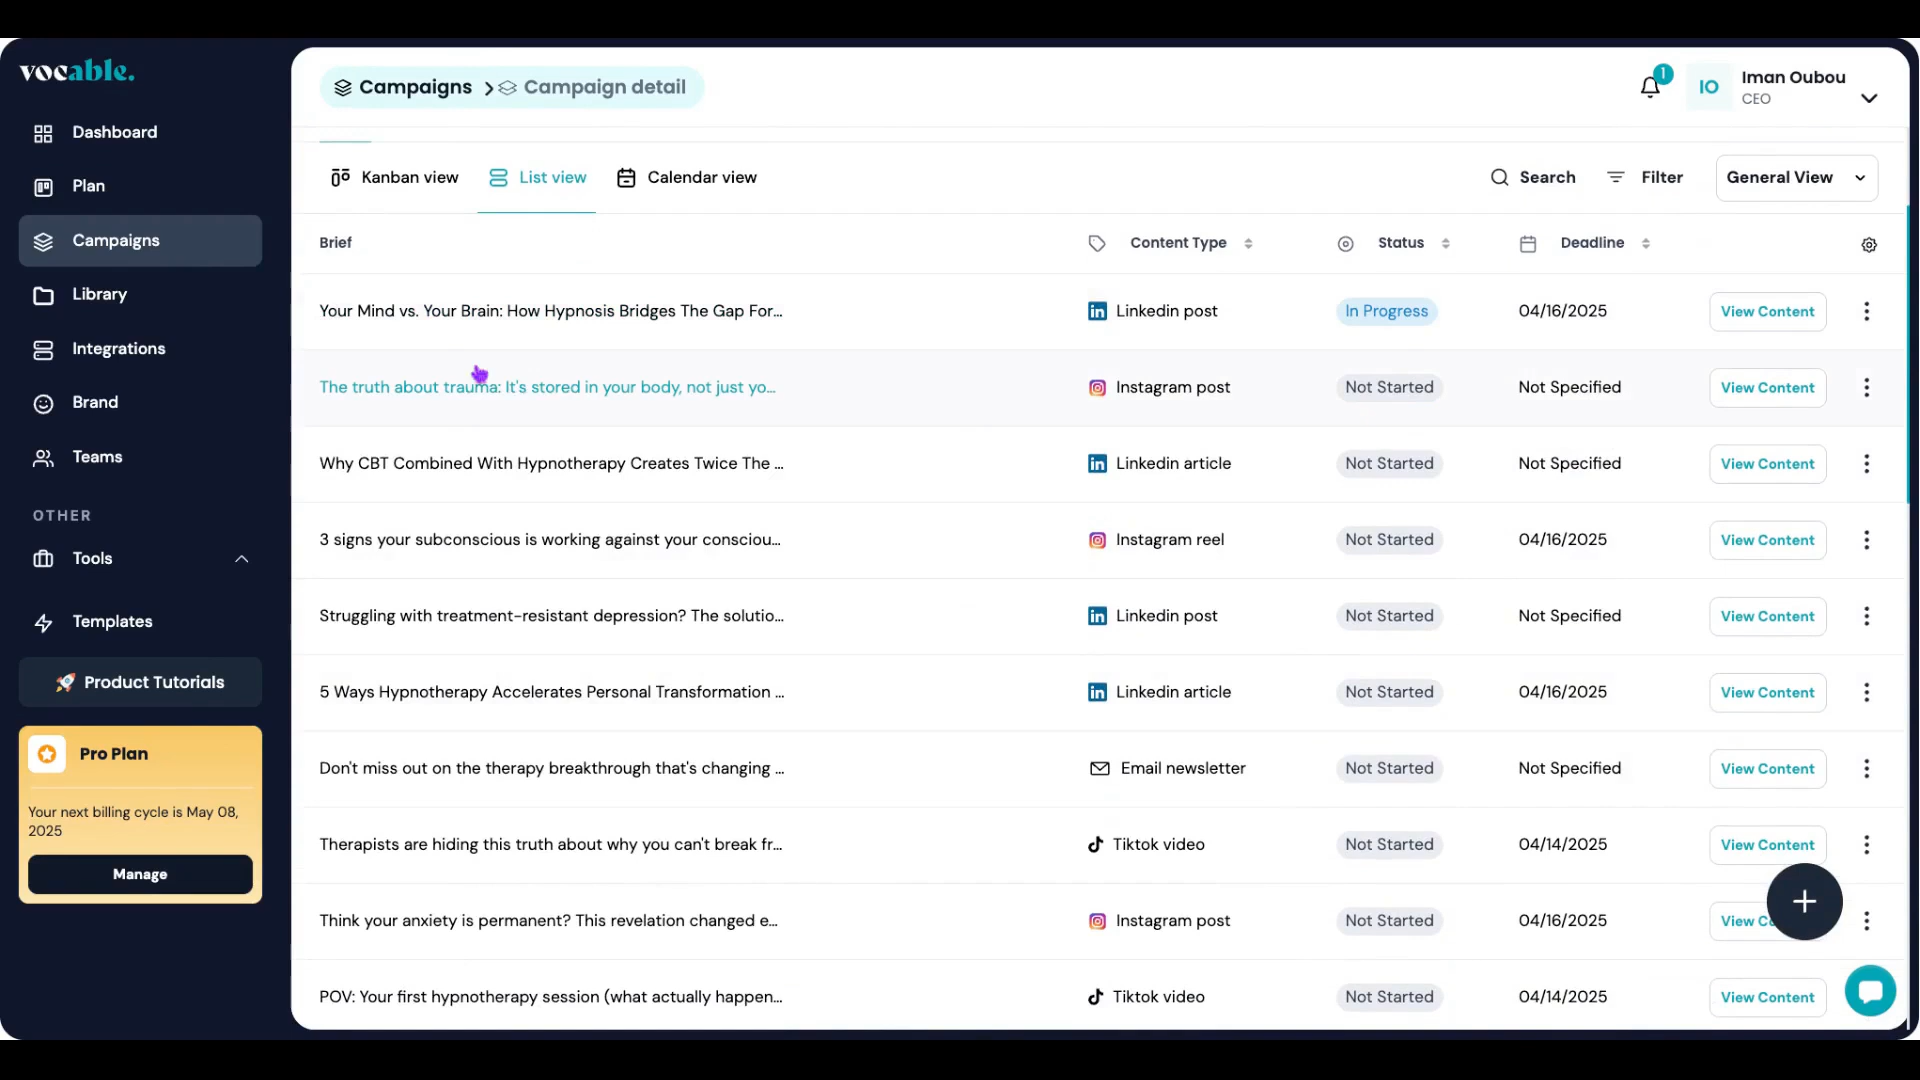 vocable.
Campaigns
Campaign detail
1
IO
Iman Oubou
CEO
Dashboard
Plan
Campaigns
Library
Integrations
Brand
Teams
OTHER
Tools
Templates
🚀 Product Tutorials
Pro Plan
Your next billing cycle is May 08,
2025
Manage
Kanban view
List view
Calendar view
Search
Filter
General View
Brief
Content Type
Status
Deadline
Your Mind vs. Your Brain: How Hypnosis Bridges The Gap For...
Linkedin post
In Progress
04/16/2025
View Content
The truth about trauma: It's stored in your body, not just yo...
Instagram post
Not Started
Not Specified
View Content
Why CBT Combined With Hypnotherapy Creates Twice The ...
Linkedin article
Not Started
Not Specified
View Content
3 signs your subconscious is working against your consciou...
Instagram reel
Not Started
04/16/2025
View Content
Struggling with treatment-resistant depression? The solutio...
Linkedin post
Not Started
Not Specified
View Content
5 Ways Hypnotherapy Accelerates Personal Transformation ...
Linkedin article
Not Started
04/16/2025
View Content
Don't miss out on the therapy breakthrough that's changing ...
Email newsletter
Not Started
Not Specified
View Content
Therapists are hiding this truth about why you can't break fr...
Tiktok video
Not Started
04/14/2025
View Content
Think your anxiety is permanent? This revelation changed e...
Instagram post
Not Started
04/16/2025
View
POV: Your first hypnotherapy session (what actually happen...
Tiktok video
Not Started
04/14/2025
View Content